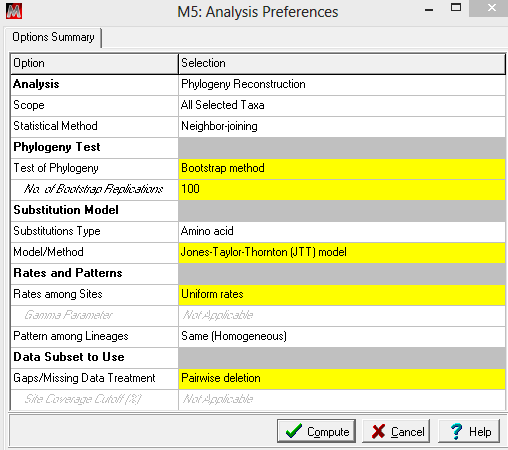 M5: Analysis Preferences
Options Summary
Option Selection
Analysis Phylogeny Reconstruction
Scope All Selected Taxa
Statistical Method Neighbor-joining
Phylogeny Test
Test of Phylogeny Bootstrap method
No. of Bootstrap Replications 100
Substitution Model
Substitutions Type Amino acid
Model/Method Jones-Taylor-Thornton (JTT) model
Rates and Patterns
Rates among Sites Uniform rates
Gamma Parameter Not Applicable
Pattern among Lineages Same (Homogeneous)
Data Subset to Use
Gaps/Missing Data Treatment Pairwise deletion
Site Coverage Cutoff (%) Not Applicable
Compute Cancel Help